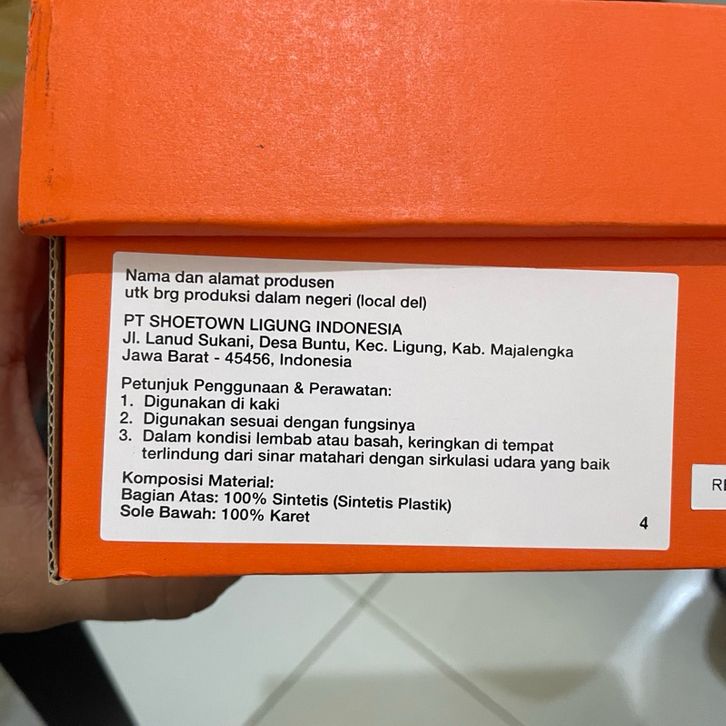 Nama dan alamat produsen
utk brg produksi dalam negeri (local del)
PT SHOETOWN LIGUNG INDONESIA
Jl. Lanud Sukani, Desa Buntu, Kec. Ligung, Kab. Majalengka
Jawa Barat - 45456, Indonesia
Petunjuk Penggunaan & Perawatan:
1. Digunakan di kaki
2. Digunakan sesuai dengan fungsinya
3. Dalam kondisi lembab atau basah, keringkan di tempat
terlindung dari sinar matahari dengan sirkulasi udara yang baik
Komposisi Material:
Bagian Atas: 100% Sintetis (Sintetis Plastik)
Sole Bawah: 100% Karet
4